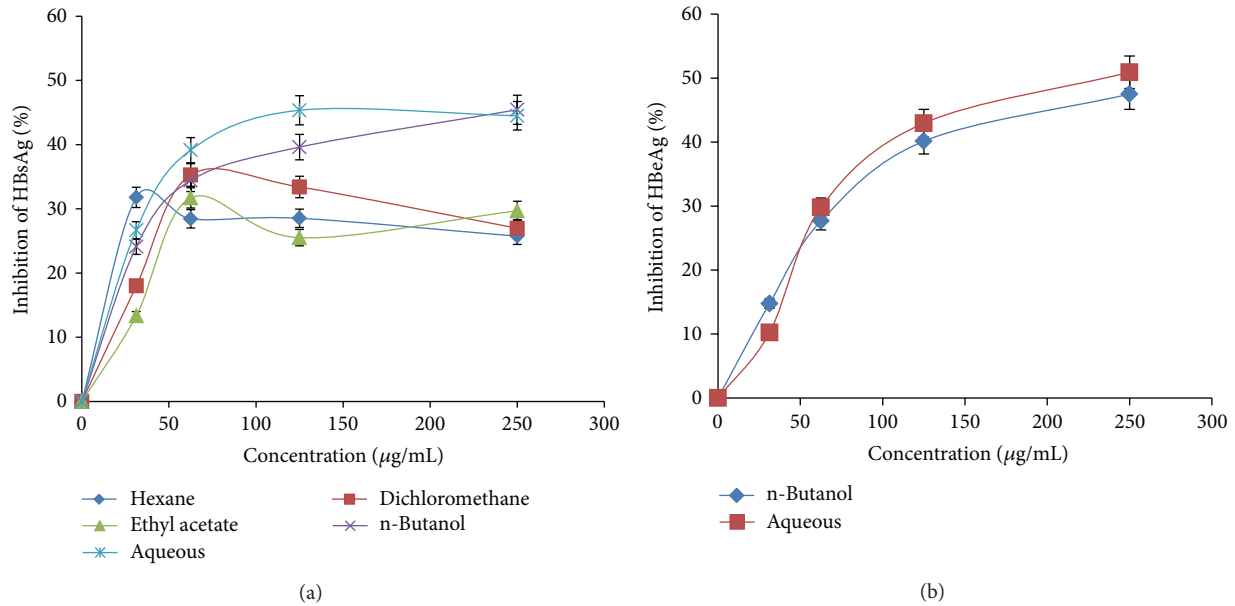 60
50
40
30
20
10
0
Inhibition of HBsAg (%)
0 50 100 150 200 250 300
Concentration (μg/mL)
Hexane Dichloromethane
Ethyl acetate n-Butanol
Aqueous
(a)
60
50
40
30
20
10
0
Inhibition of HBeAg (%)
0 50 100 150 200 250 300
Concentration (μg/mL)
n-Butanol
Aqueous
(b)